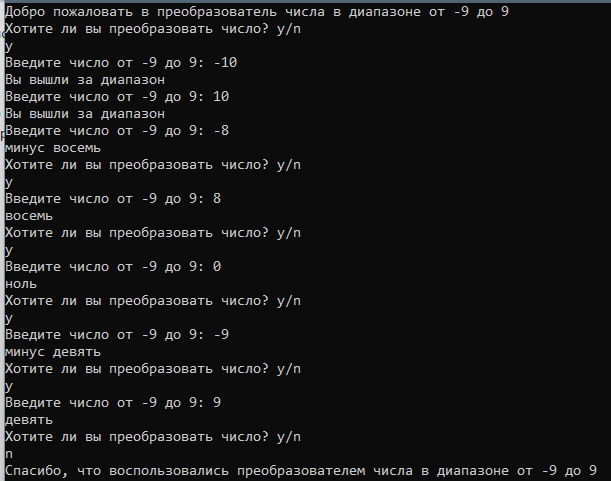 Добро пожаловать в преобразователь числа в диапазоне от -9 до 9
Хотите ли вы преобразовать число? y/n
y
Введите число от -9 до 9: -10
Вы вышли за диапазон
Введите число от -9 до 9: 10
Вы вышли за диапазон
Введите число от -9 до 9: -8
минус восемь
Хотите ли вы преобразовать число? y/n
y
Введите число от -9 до 9: 8
восемь
Хотите ли вы преобразовать число? y/n
y
Введите число от -9 до 9: 0
ноль
Хотите ли вы преобразовать число? y/n
y
Введите число от -9 до 9: -9
минус девять
Хотите ли вы преобразовать число? y/n
y
Введите число от -9 до 9: 9
девять
Хотите ли вы преобразовать число? y/n
n
Спасибо, что воспользовались преобразователем числа в диапазоне от -9 до 9